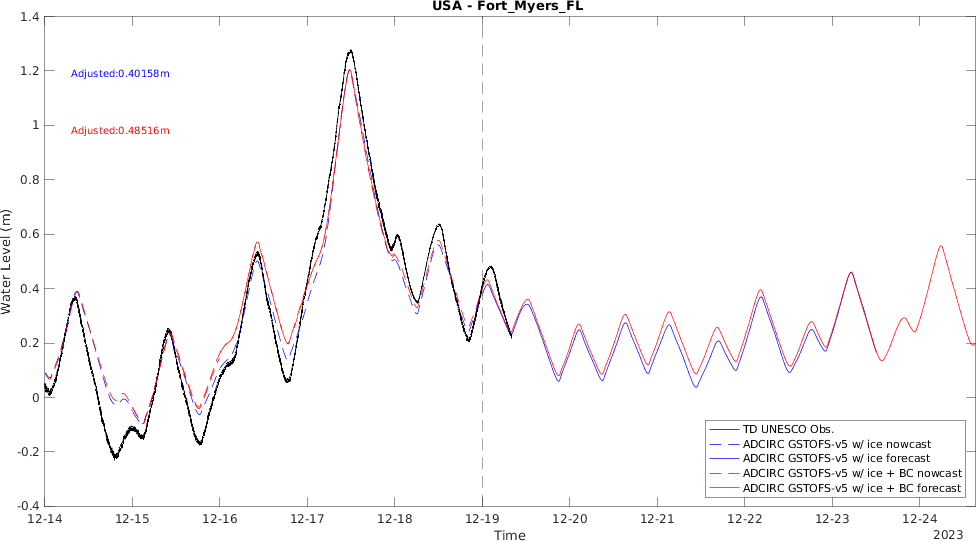 USA - Fort_Myers_FL
1.4
1.2
1
0.8
0.6
0.4
0.2
0
-0.2
-0.4
Water Level (m)
Adjusted:0.40158m
Adjusted:0.48516m
TD UNESCO Obs.
ADCIRC GSTOFS-v5 w/ ice nowcast
ADCIRC GSTOFS-v5 w/ ice forecast
ADCIRC GSTOFS-v5 w/ ice + BC nowcast
ADCIRC GSTOFS-v5 w/ ice + BC forecast
12-14 12-15 12-16 12-17 12-18 12-19 12-20 12-21 12-22 12-23 12-24
Time
2023